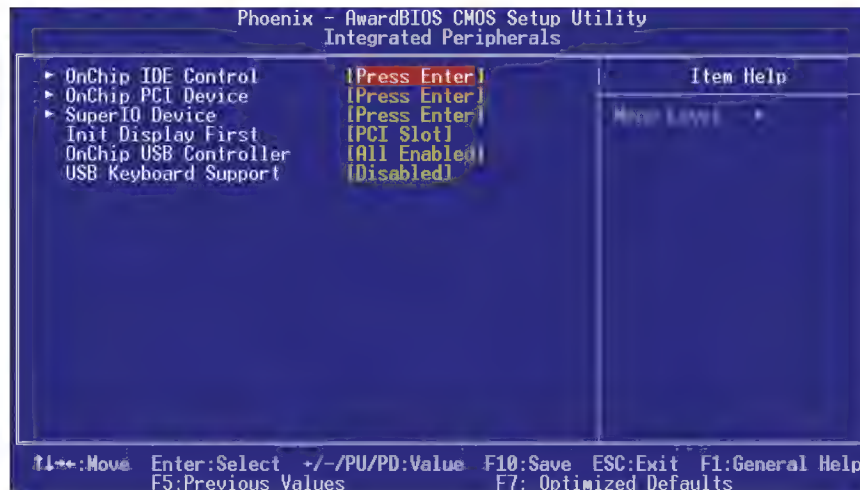 Phoenix - AwardBIOS CMOS Setup Utility
Integrated Peripherals
► OnChip IDE Control [Press Enter]
► OnChip PCI Device [Press Enter]
► SuperIO Device [Press Enter]
Init Display First [PCI Slot]
OnChip USB Controller [All Enabled]
USB Keyboard Support [Disabled]
Item Help
Menu Level ►
↑↓→←:Move Enter:Select +/-/PU/PD:Value F10:Save ESC:Exit F1:General Help
F5:Previous Values F7: Optimized Defaults